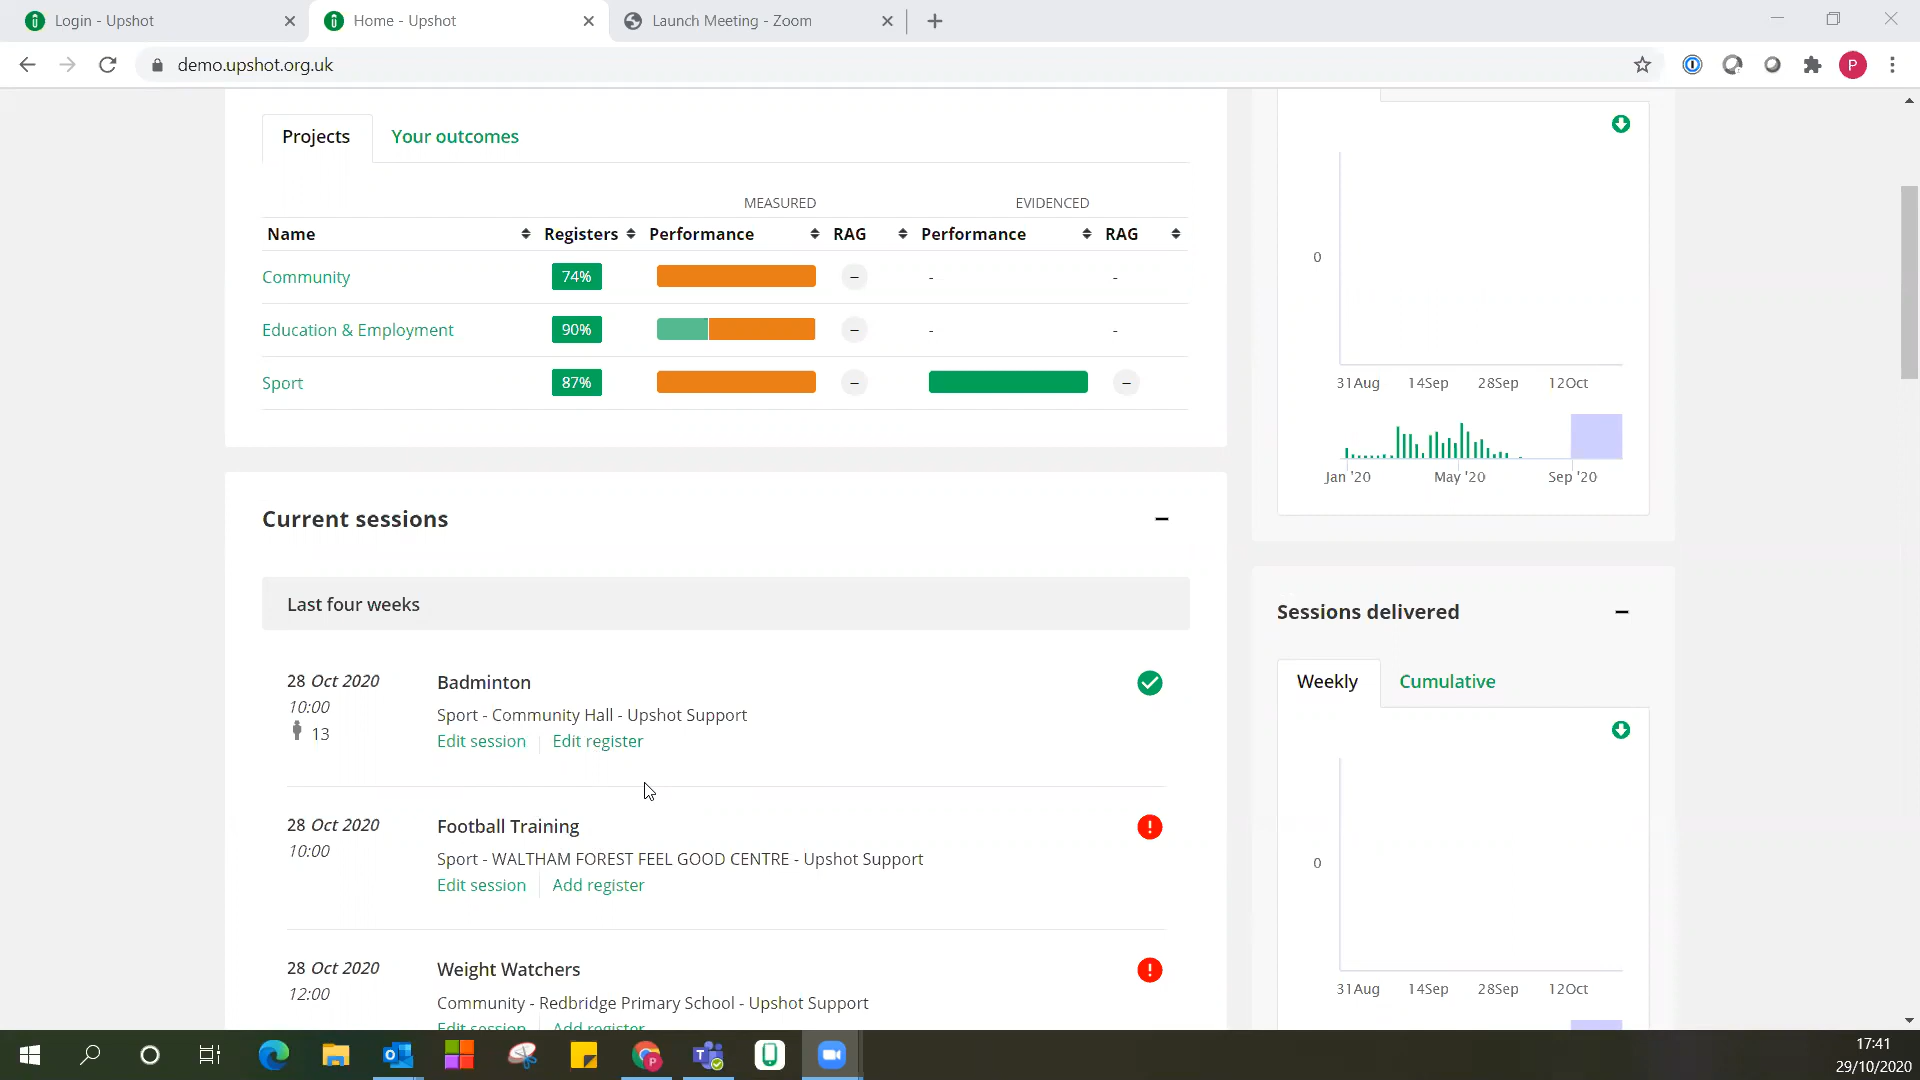 Login - Upshot
Home - Upshot
Launch Meeting - Zoom
demo.upshot.org.uk
P
Projects
Your outcomes
MEASURED
EVIDENCED
Name
Registers
Performance
RAG
Performance
RAG
Community
74%
–
-
-
Education & Employment
90%
–
-
-
Sport
87%
–
–
0
31Aug 14Sep 28Sep 12Oct
Jan '20 May '20 Sep '20
Current sessions
Last four weeks
28 Oct 2020
10:00
13
Badminton
Sport - Community Hall - Upshot Support
Edit session
Edit register
28 Oct 2020
10:00
Football Training
Sport - WALTHAM FOREST FEEL GOOD CENTRE - Upshot Support
Edit session
Add register
28 Oct 2020
12:00
Weight Watchers
Community - Redbridge Primary School - Upshot Support
Edit session
Add register
Sessions delivered
Weekly
Cumulative
0
31Aug 14Sep 28Sep 12Oct
17:41
29/10/2020